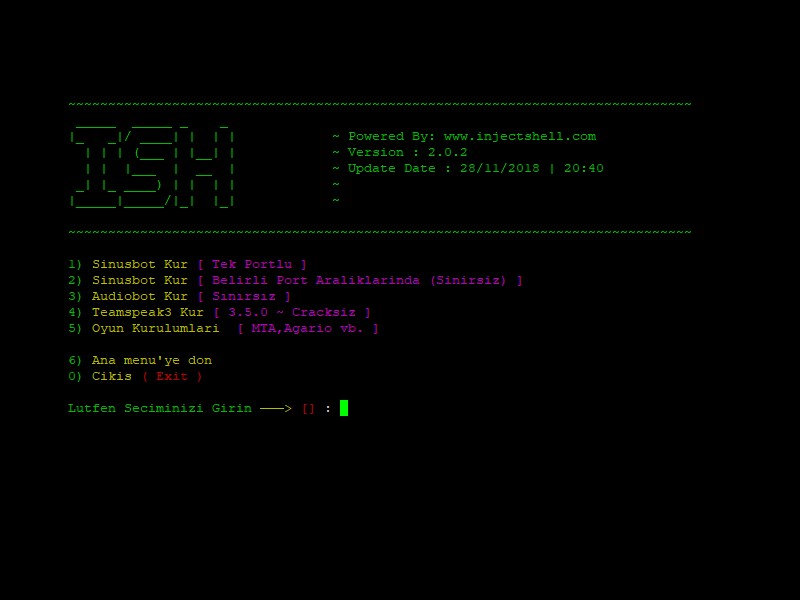 ~~~~~~~~~~~~~~~~~~~~~~~~~~~~~~~~~~~~~~~~~~~~~~~~~~~~~~~~~~~~~~~~~~~~~~~~~~~~~~
ISH
~ Powered By: www.injectshell.com
~ Version : 2.0.2
~ Update Date : 28/11/2018 | 20:40
~
~
~~~~~~~~~~~~~~~~~~~~~~~~~~~~~~~~~~~~~~~~~~~~~~~~~~~~~~~~~~~~~~~~~~~~~~~~~~~~~~
1) Sinusbot Kur [ Tek Portlu ]
2) Sinusbot Kur [ Belirli Port Araliklarinda (Sinirsiz) ]
3) Audiobot Kur [ Sınırsız ]
4) Teamspeak3 Kur [ 3.5.0 ~ Cracksiz ]
5) Oyun Kurulumlari [ MTA,Agario vb. ]
6) Ana menu'ye don
0) Cikis ( Exit )
Lutfen Seciminizi Girin ───> [] :